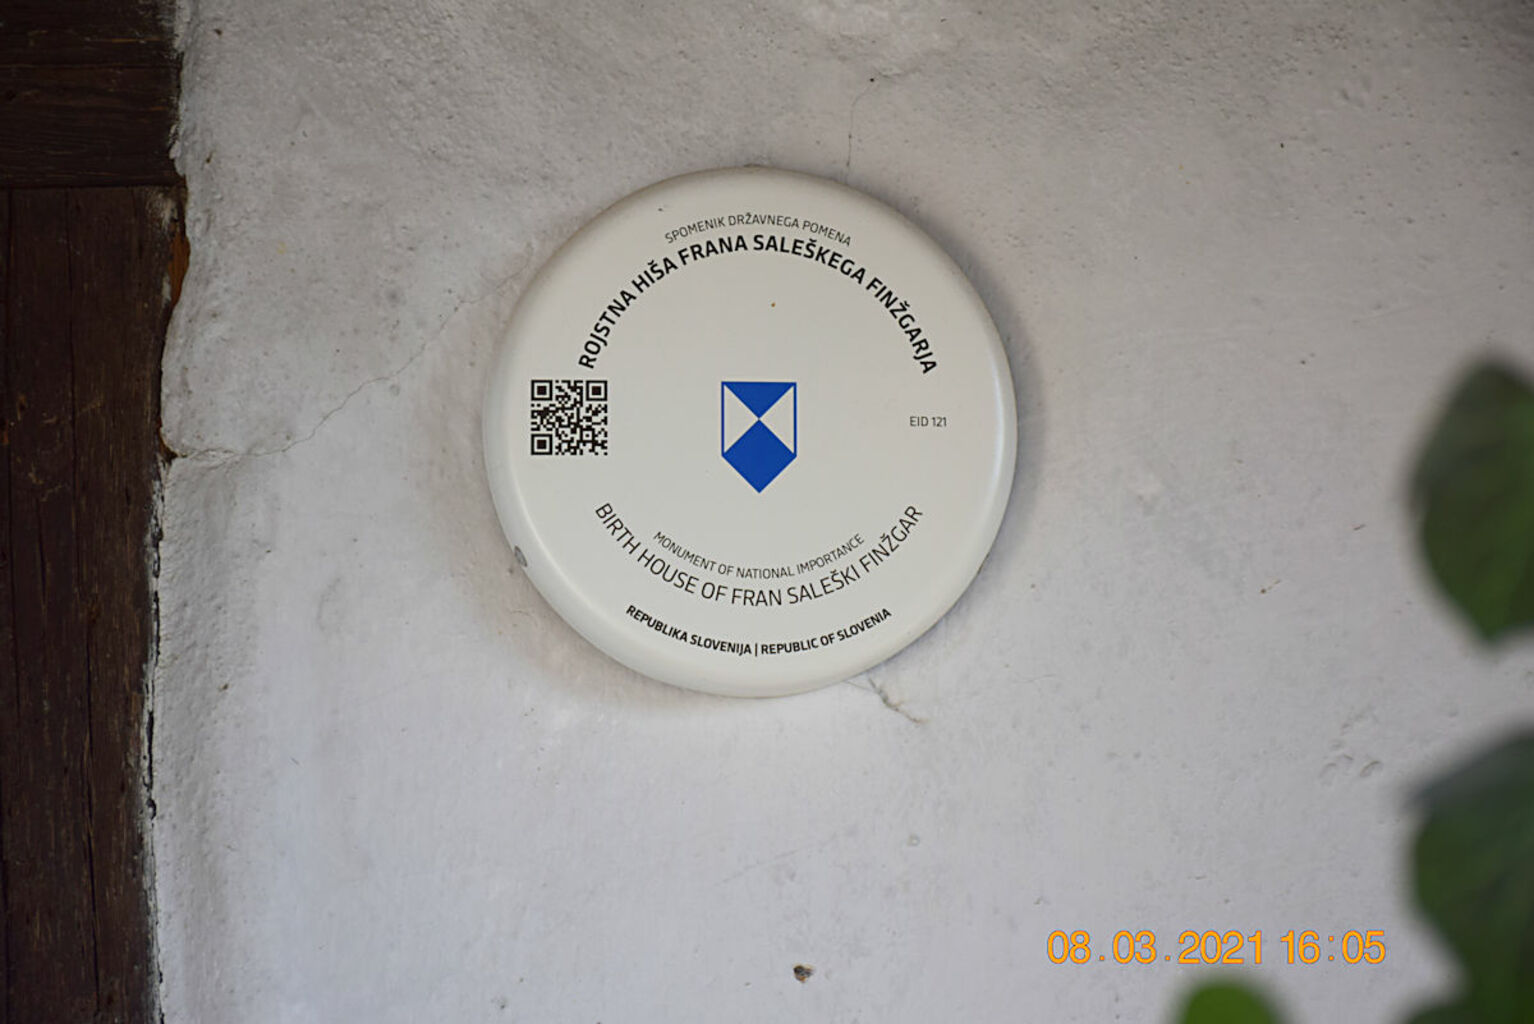 SPOMENIK DRŽAVNEGA POMENA
ROJSTNA HIŠA FRANA SALEŠKEGA FINŽGARJA
EID 121
MONUMENT OF NATIONAL IMPORTANCE
BIRTH HOUSE OF FRAN SALEŠKI FINŽGAR
REPUBLIKA SLOVENIJA | REPUBLIC OF SLOVENIA
08.03.2021 16:05